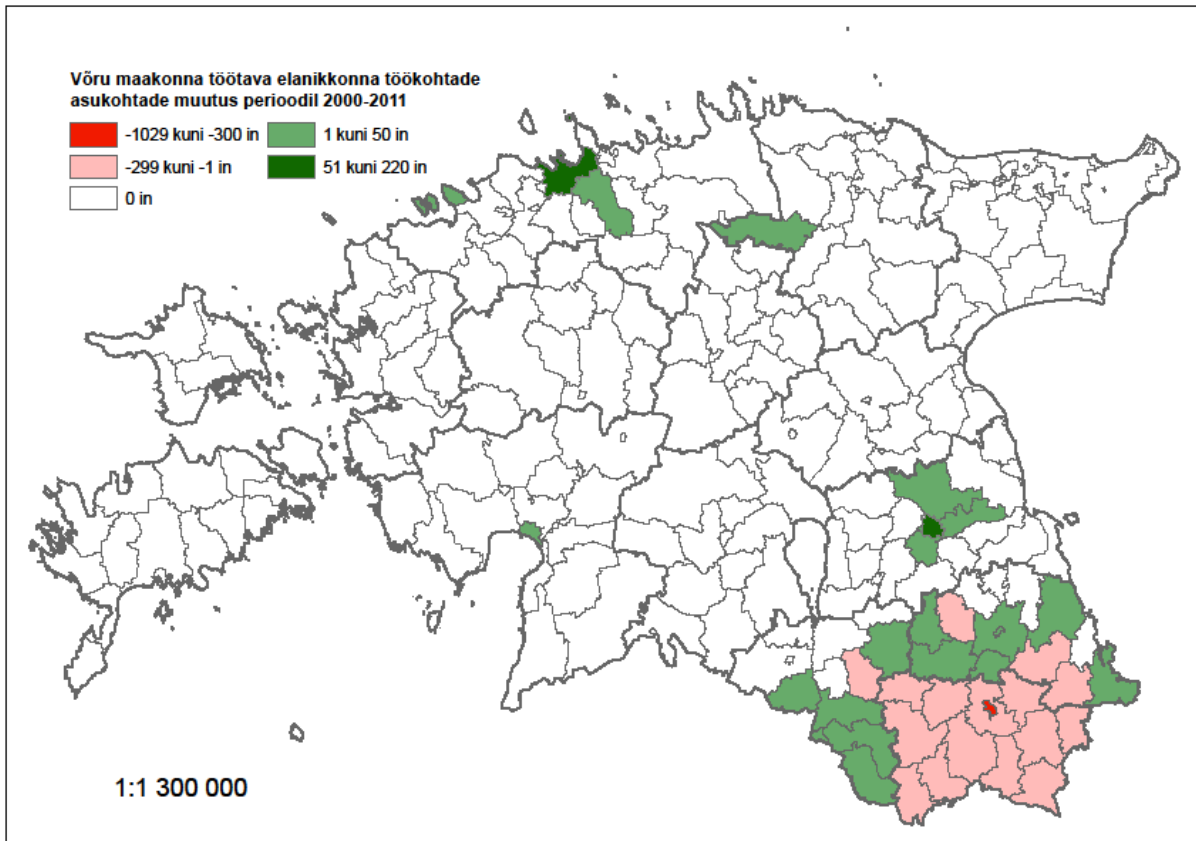 Võru maakonna töötava elanikkonna töökohtade
asukohtade muutus perioodil 2000-2011
-1029 kuni -300 in
1 kuni 50 in
-299 kuni -1 in
51 kuni 220 in
0 in
1:1 300 000